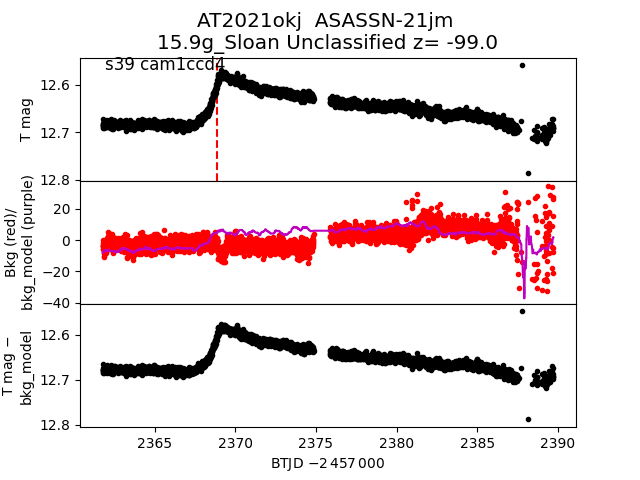 AT2021okj  ASASSN-21jm
15.9g_Sloan Unclassified z= -99.0
s39 cam1ccd4
T mag
12.6
12.7
12.8
Bkg (red)/
bkg_model (purple)
20
0
−20
−40
T mag −
bkg_model
12.6
12.7
12.8
2365
2370
2375
2380
2385
2390
BTJD −2 457 000